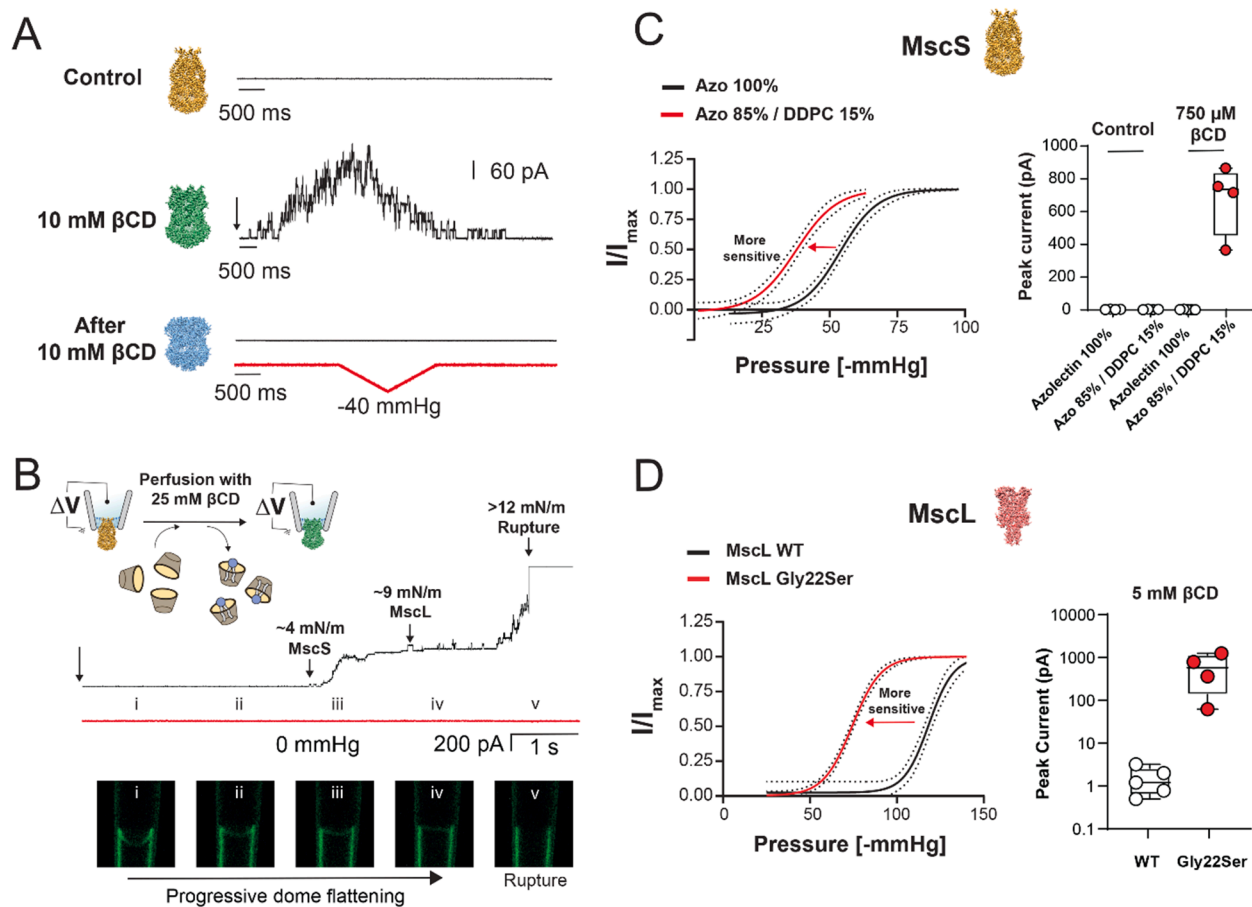 A
Control
500 ms
60 pA
10 mM βCD
500 ms
After
10 mM βCD
500 ms
-40 mmHg
B
Perfusion with
25 mM βCD
ΔV
ΔV
>12 mN/m
Rupture
~9 mN/m
MscL
~4 mN/m
MscS
i
ii
iii
iv
v
0 mmHg
200 pA
1 s
i
ii
iii
iv
v
Progressive dome flattening
Rupture
C
MscS
Azo 100%
Azo 85% / DDPC 15%
1.25
1.00
0.75
0.50
0.25
0.00
I/Imax
More
sensitive
25
50
75
100
Pressure [-mmHg]
750 µM
βCD
Control
1000
800
600
400
200
0
Peak current (pA)
Azolectin 100%
Azo 85% / DDPC 15%
Azolectin 100%
Azo 85% / DDPC 15%
D
MscL
MscL WT
MscL Gly22Ser
1.25
1.00
0.75
0.50
0.25
0.00
I/Imax
More
sensitive
0
50
100
150
Pressure [-mmHg]
5 mM βCD
10000
1000
100
10
1
0.1
Peak Current (pA)
WT
Gly22Ser